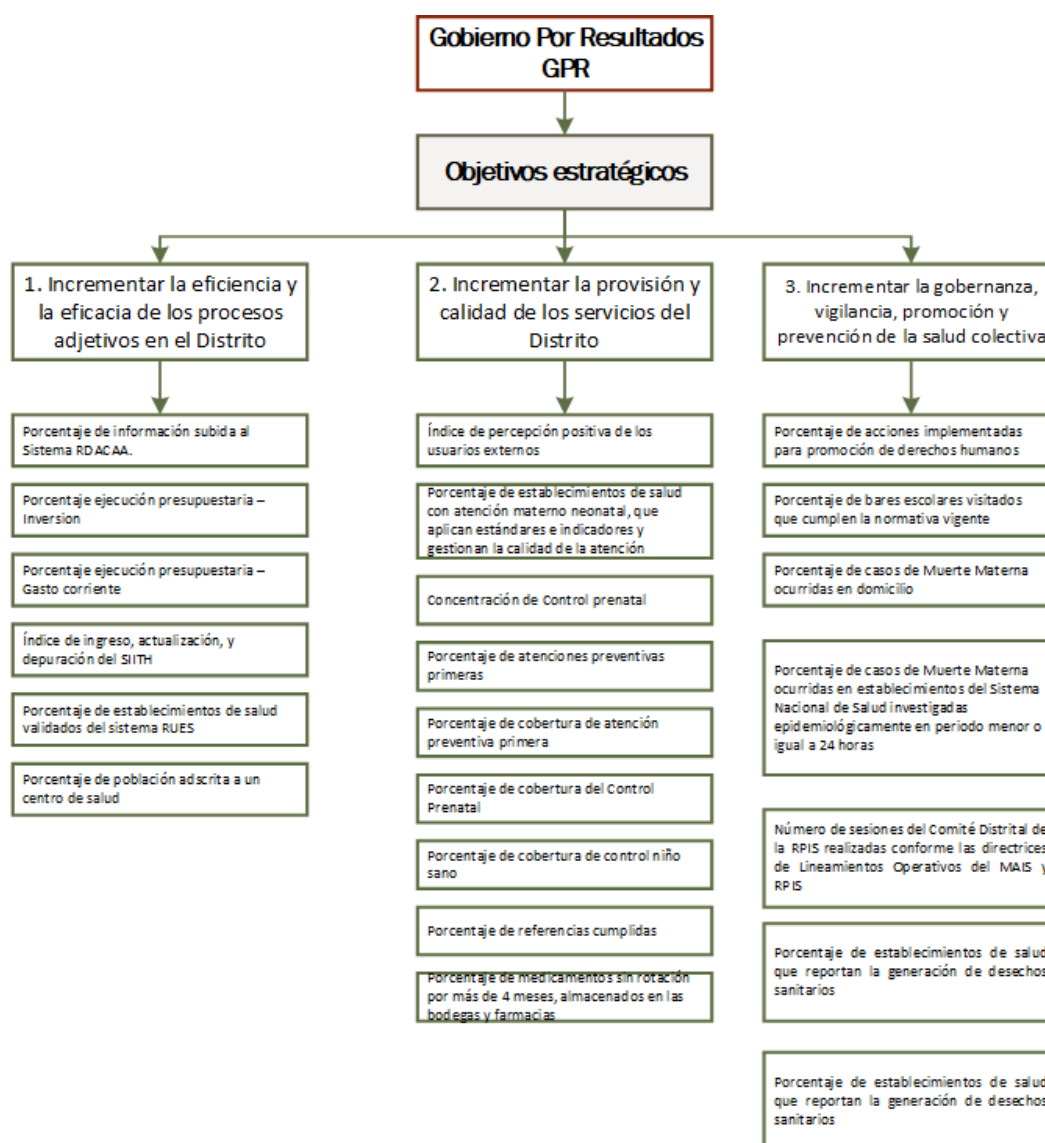 Gobierno Por Resultados
GPR
Objetivos estratégicos
1. Incrementar la eficiencia y
la eficacia de los procesos
adjetivos en el Distrito
Porcentaje de información subida al
Sistema RDACAA.
Porcentaje ejecución presupuestaria –
Inversion
Porcentaje ejecución presupuestaria –
Gasto corriente
Índice de ingreso, actualización, y
depuración del SIITH
Porcentaje de establecimientos de salud
validados del sistema RUES
Porcentaje de población adscrita a un
centro de salud
2. Incrementar la provisión y
calidad de los servicios del
Distrito
Índice de percepción positiva de los
usuarios externos
Porcentaje de establecimientos de salud
con atención materno neonatal, que
aplican estándares e indicadores y
gestionan la calidad de la atención
Concentración de Control prenatal
Porcentaje de atenciones preventivas
primeras
Porcentaje de cobertura de atención
preventiva primera
Porcentaje de cobertura del Control
Prenatal
Porcentaje de cobertura de control niño
sano
Porcentaje de referencias cumplidas
Porcentaje de medicamentos sin rotación
por más de 4 meses, almacenados en las
bodegas y farmacias
3. Incrementar la gobernanza,
vigilancia, promoción y
prevención de la salud colectiva
Porcentaje de acciones implementadas
para promoción de derechos humanos
Porcentaje de bares escolares visitados
que cumplen la normativa vigente
Porcentaje de casos de Muerte Materna
ocurridas en domicilio
Porcentaje de casos de Muerte Materna
ocurridas en establecimientos del Sistema
Nacional de Salud investigadas
epidemiológicamente en periodo menor o
igual a 24 horas
Número de sesiones del Comité Distrital de
la RPIS realizadas conforme las directrices
de Lineamientos Operativos del MAIS y
RPIS
Porcentaje de establecimientos de salud
que reportan la generación de desechos
sanitarios
Porcentaje de establecimientos de salud
que reportan la generación de desechos
sanitarios